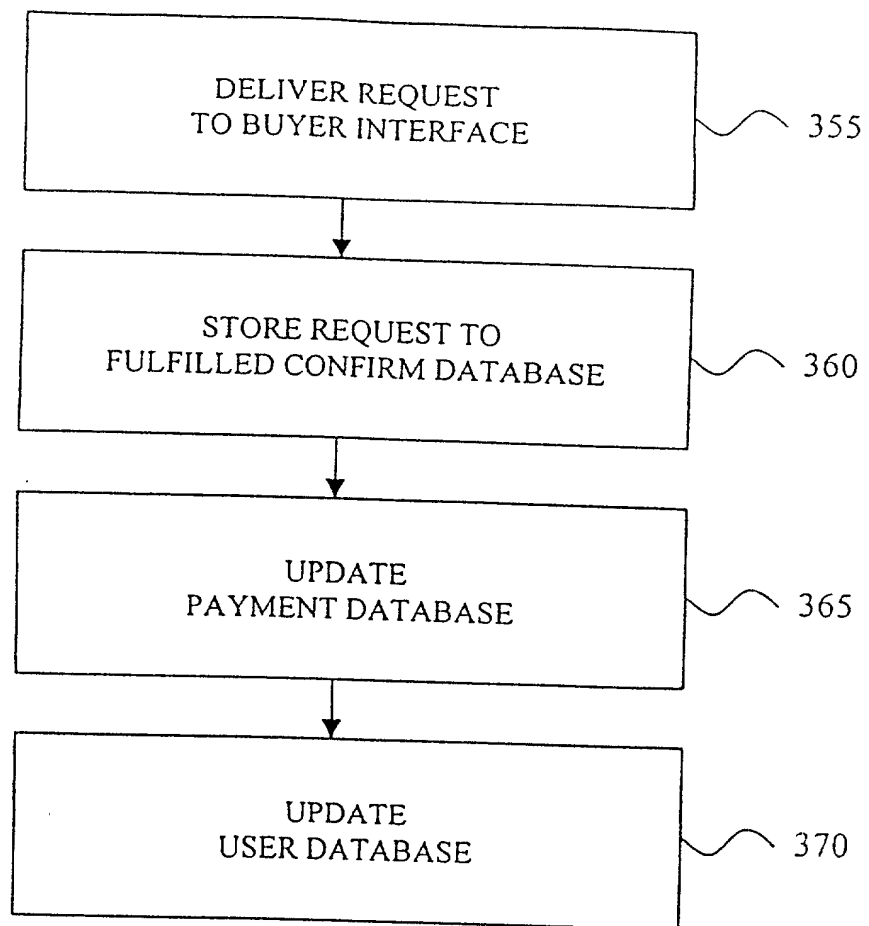 DELIVER REQUEST
TO BUYER INTERFACE
355
STORE REQUEST TO
FULFILLED CONFIRM DATABASE
360
UPDATE
PAYMENT DATABASE
365
UPDATE
USER DATABASE
370